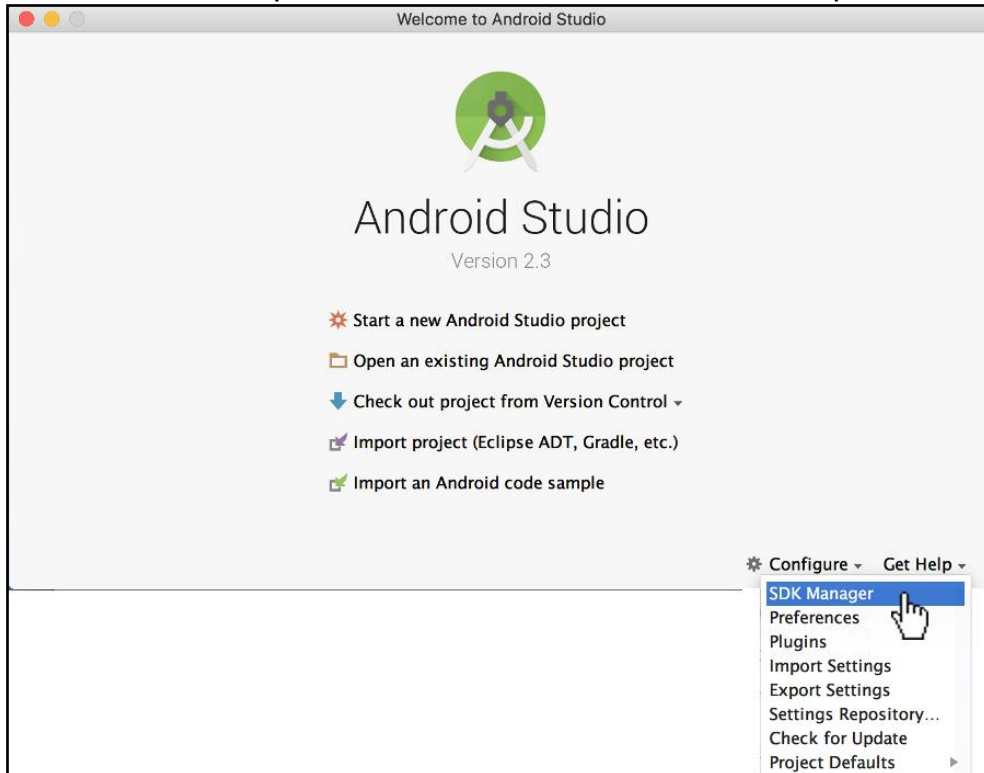 Welcome to Android Studio
Android Studio
Version 2.3
Start a new Android Studio project
Open an existing Android Studio project
Check out project from Version Control
Import project (Eclipse ADT, Gradle, etc.)
Import an Android code sample
Configure Get Help
SDK Manager
Preferences
Plugins
Import Settings
Export Settings
Settings Repository...
Check for Update
Project Defaults